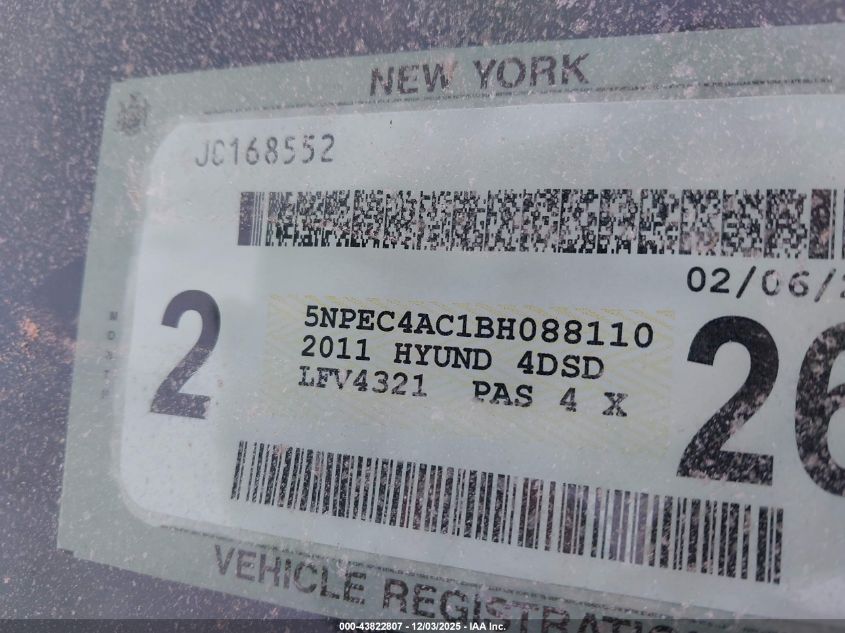 NEW YORK
JC168552
02/06/2
2
5NPEC4AC1BH088110
2011 HYUND 4DSD
LFV4321 PAS 4 X
26
VEHICLE REGISTRATION
000-43822807 - 12/03/2025 - IAA Inc.